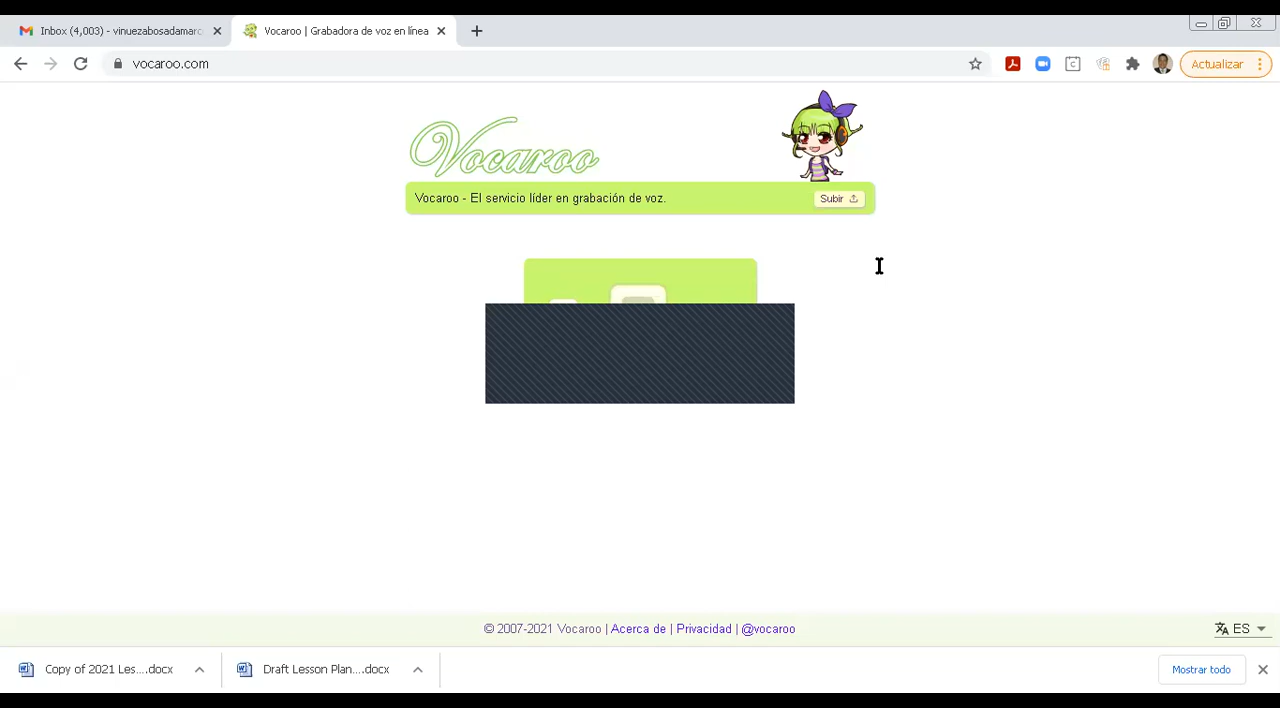 Inbox (4,003) - vinuezabosadamarc
Vocaroo | Grabadora de voz en línea
vocaroo.com
Actualizar
Vocaroo
Vocaroo - El servicio líder en grabación de voz.
Subir
© 2007-2021 Vocaroo | Acerca de | Privacidad | @vocaroo
ES
Copy of 2021 Les....docx
Draft Lesson Plan....docx
Mostrar todo